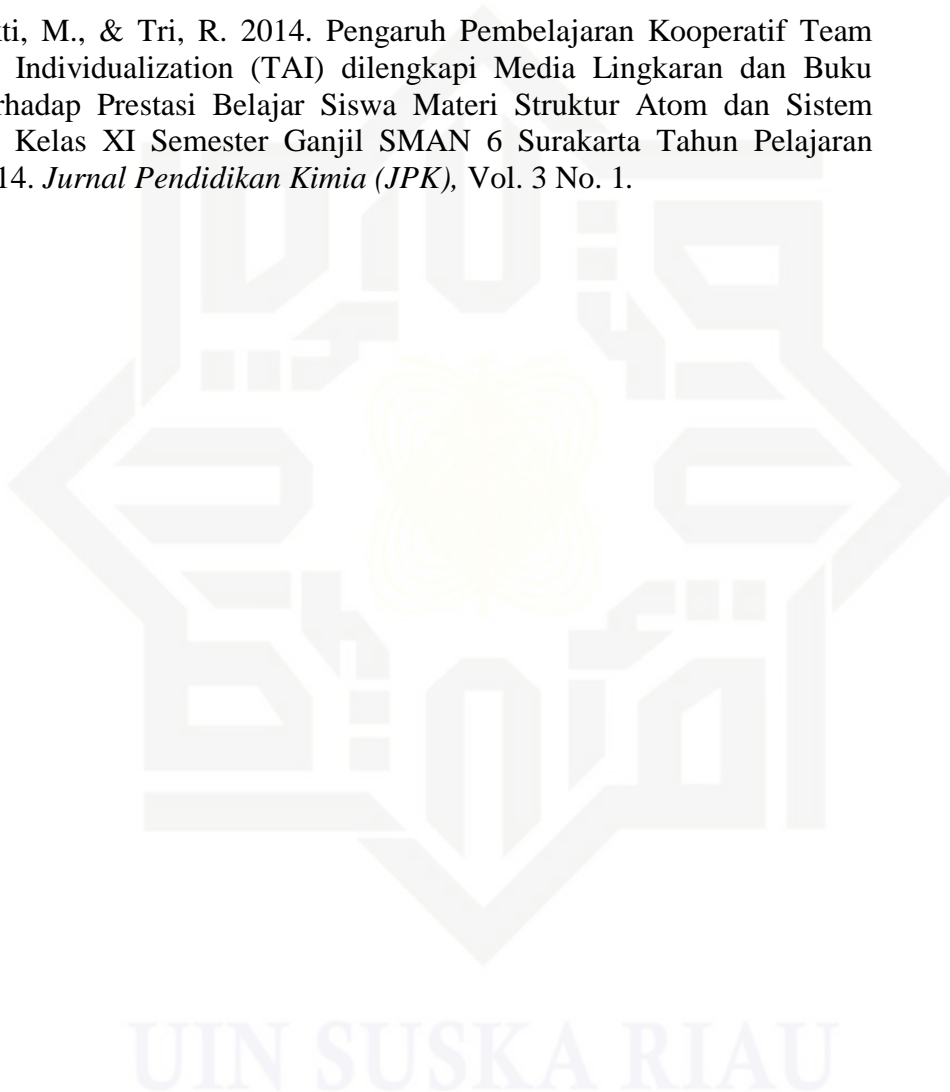 ti, M., & Tri, R. 2014. Pengaruh Pembelajaran Kooperatif Team
Individualization (TAI) dilengkapi Media Lingkaran dan Buku
rhadap Prestasi Belajar Siswa Materi Struktur Atom dan Sistem
Kelas XI Semester Ganjil SMAN 6 Surakarta Tahun Pelajaran
14. Jurnal Pendidikan Kimia (JPK), Vol. 3 No. 1.
UIN SUSKA RIAU